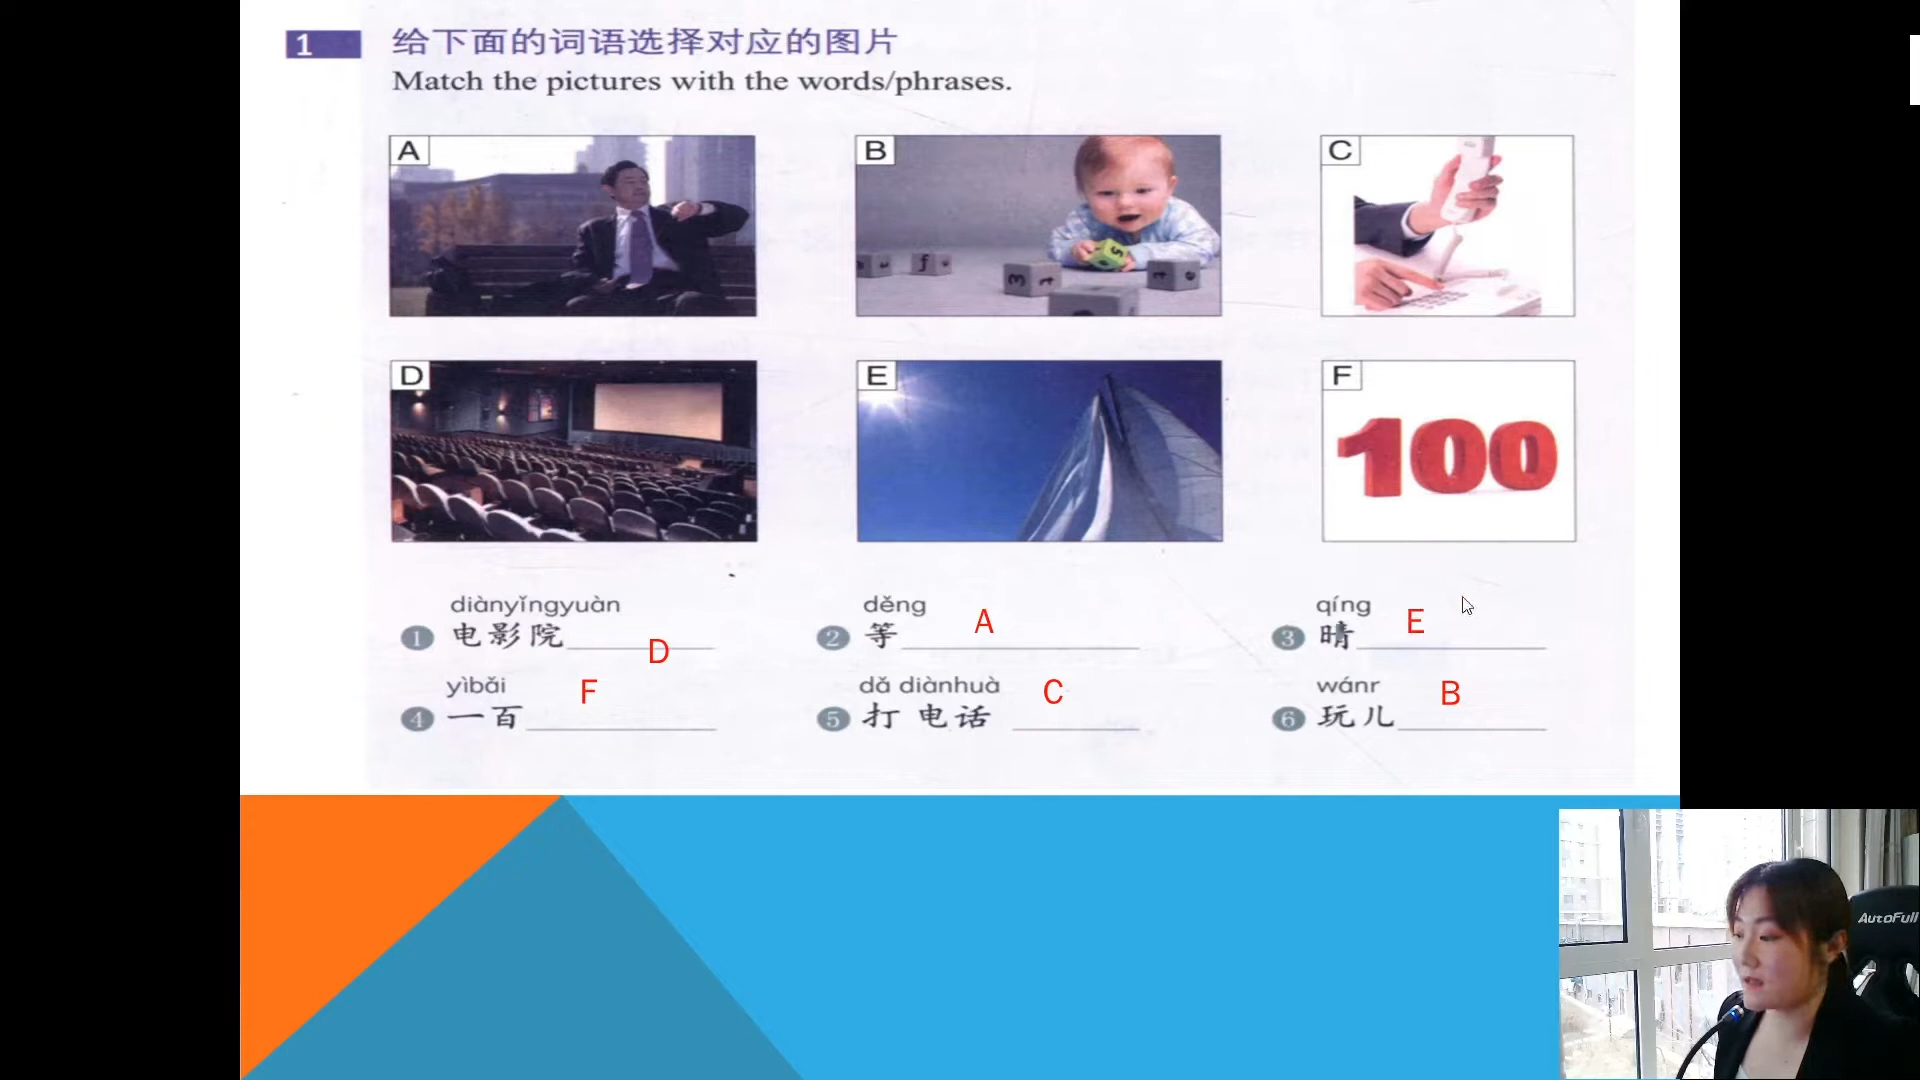 1 给下面的词语选择对应的图片
Match the pictures with the words/phrases.
A B C
D E F
100
diànyǐngyuàn děng qíng
1 电影院 D 2 等 A 3 晴 E
yìbǎi dǎ diànhuà wánr
4 一百 F 5 打电话 C 6 玩儿 B
AutoFull